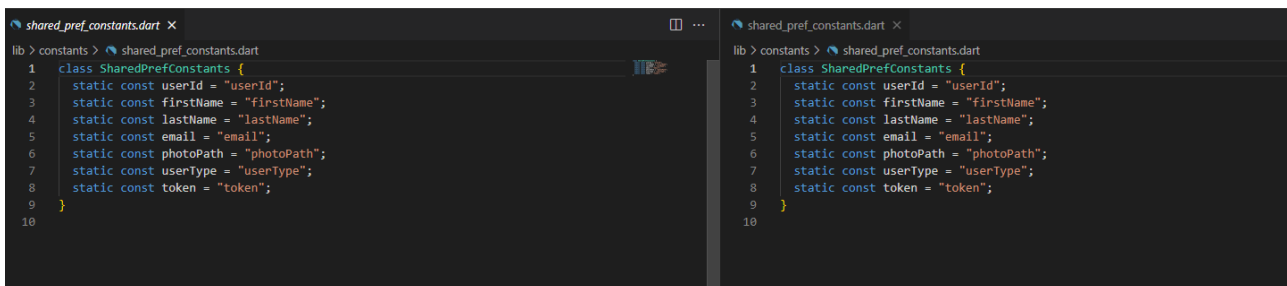 shared_pref_constants.dart
lib > constants > shared_pref_constants.dart
1 class SharedPrefConstants {
2 static const userId = "userId";
3 static const firstName = "firstName";
4 static const lastName = "lastName";
5 static const email = "email";
6 static const photoPath = "photoPath";
7 static const userType = "userType";
8 static const token = "token";
9 }
10
shared_pref_constants.dart
lib > constants > shared_pref_constants.dart
1 class SharedPrefConstants {
2 static const userId = "userId";
3 static const firstName = "firstName";
4 static const lastName = "lastName";
5 static const email = "email";
6 static const photoPath = "photoPath";
7 static const userType = "userType";
8 static const token = "token";
9 }
10